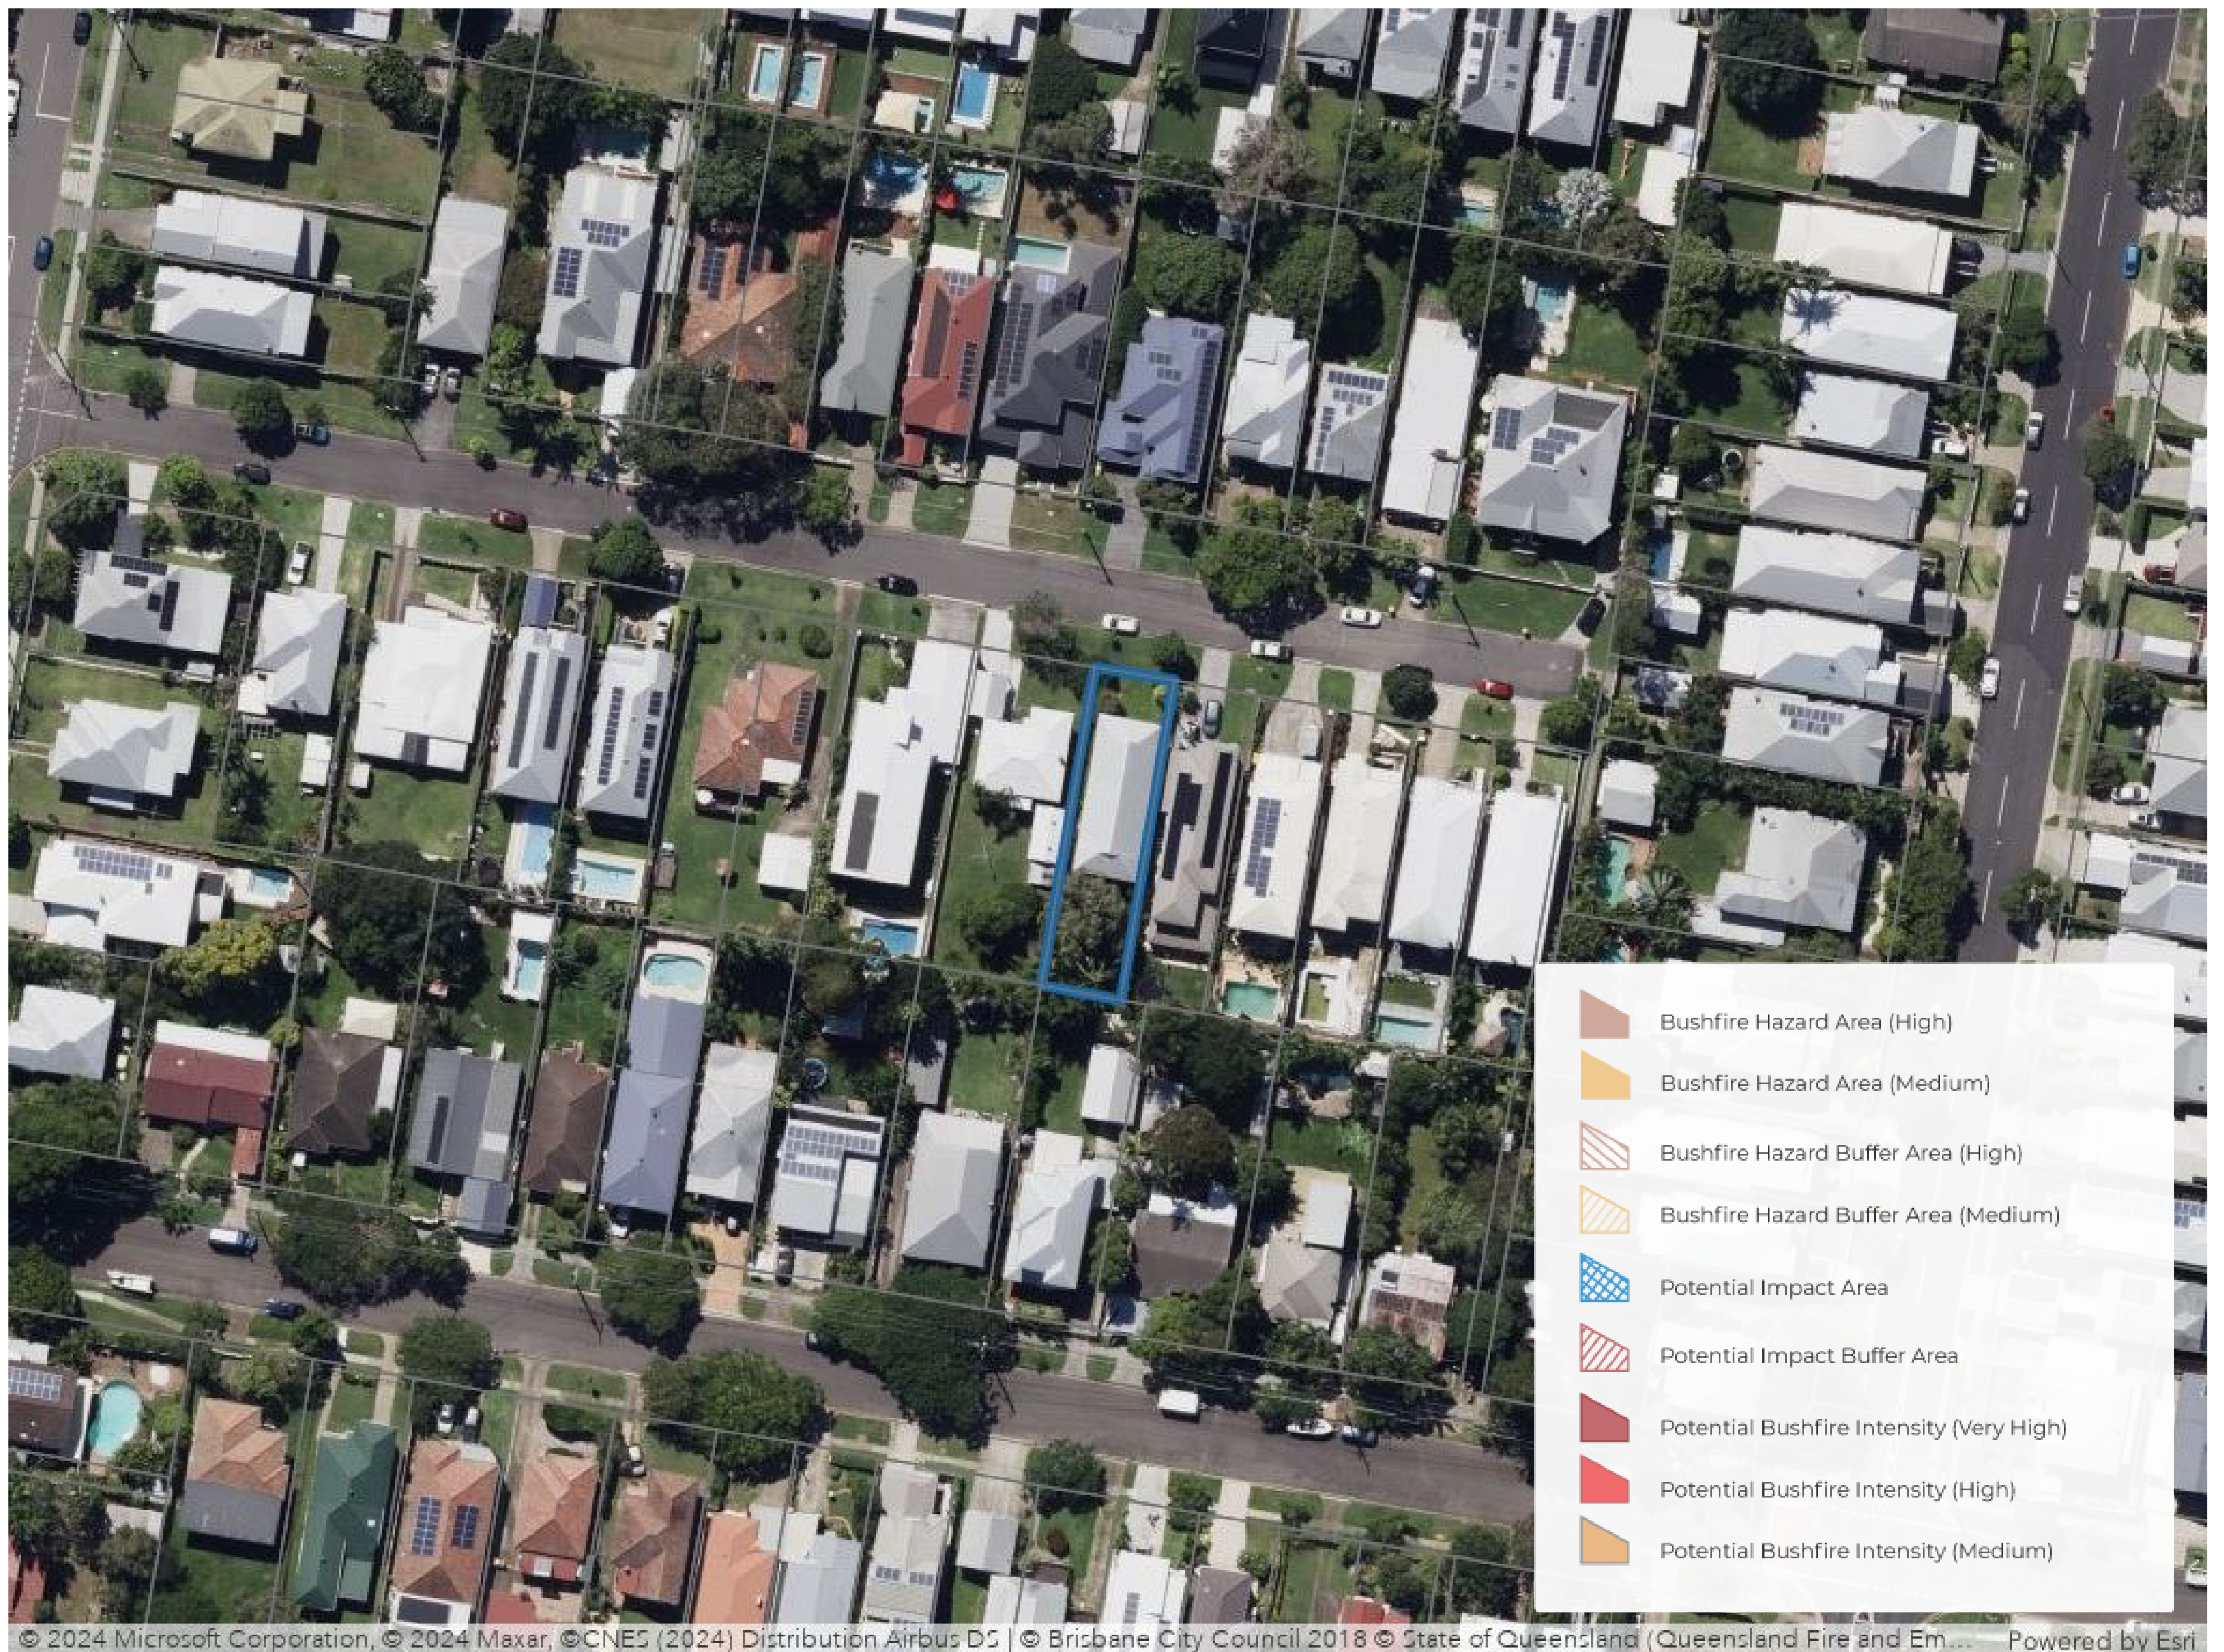 Bushfire Hazard Area (High)
Bushfire Hazard Area (Medium)
Bushfire Hazard Buffer Area (High)
Bushfire Hazard Buffer Area (Medium)
Potential Impact Area
Potential Impact Buffer Area
Potential Bushfire Intensity (Very High)
Potential Bushfire Intensity (High)
Potential Bushfire Intensity (Medium)
© 2024 Microsoft Corporation, © 2024 Maxar, ©CNES (2024) Distribution Airbus DS | © Brisbane City Council 2018 © State of Queensland (Queensland Fire and Em... Powered by Esri